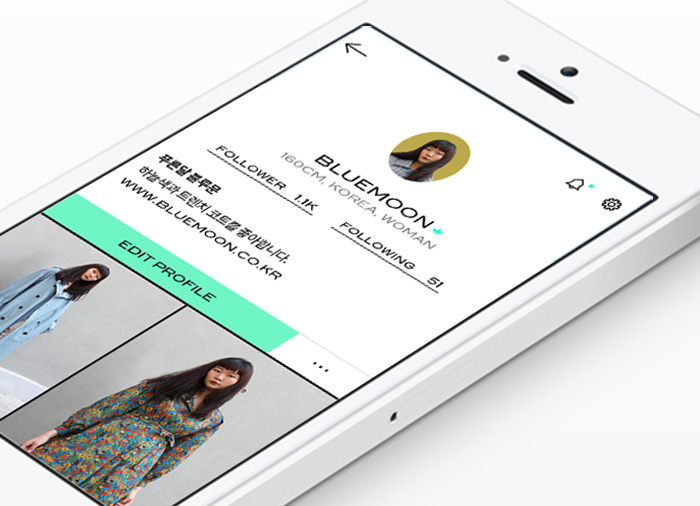 BLUEMOON
160CM, KOREA, WOMAN
FOLLOWER 1.1K
FOLLOWING 51
푸른달 블루문
하늘색과 트렌치 코트를 좋아합니다.
WWW.BLUEMOON.CO.KR
EDIT PROFILE
...